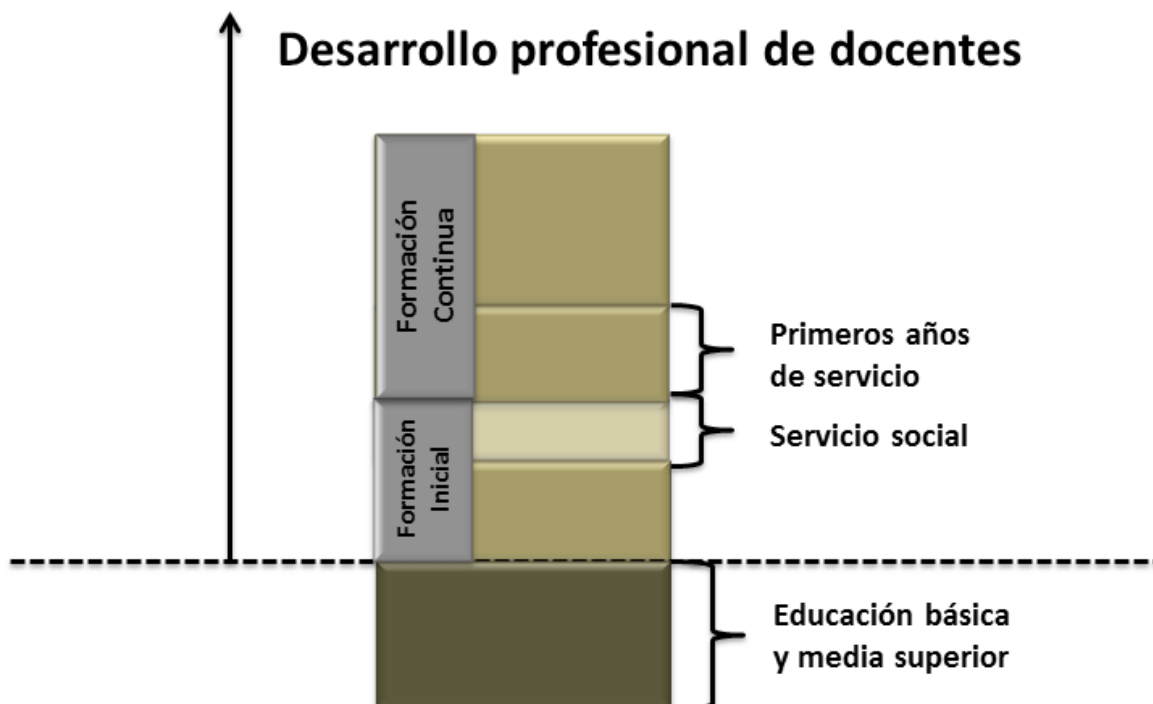 Desarrollo profesional de docentes
Formación
Continua
Primeros años
de servicio
Servicio social
Formación
Inicial
Educación básica
y media superior